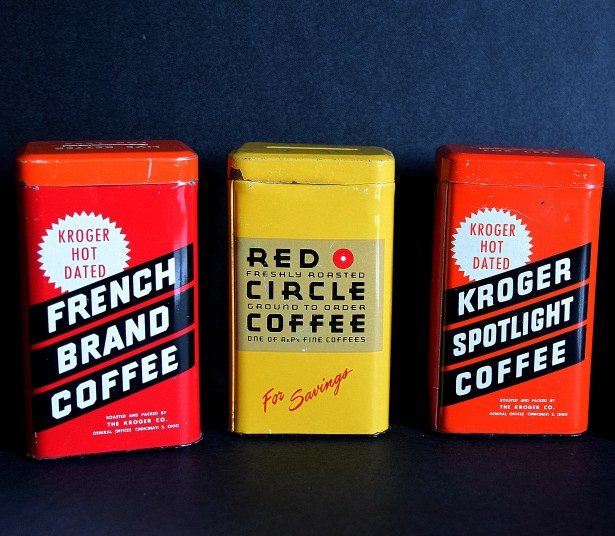 KROGER
HOT
DATED
FRENCH
BRAND
COFFEE
ROASTED AND PACKED BY
THE KROGER CO.
GENERAL OFFICES CINCINNATI 2, OHIO
RED
FRESHLY ROASTED
CIRCLE
GROUND TO ORDER
COFFEE
ONE OF A&P's FINE COFFEES
For Savings
KROGER
HOT
DATED
KROGER
SPOTLIGHT
COFFEE
ROASTED AND PACKED BY
THE KROGER CO.
GENERAL OFFICES CINCINNATI 2, OHIO